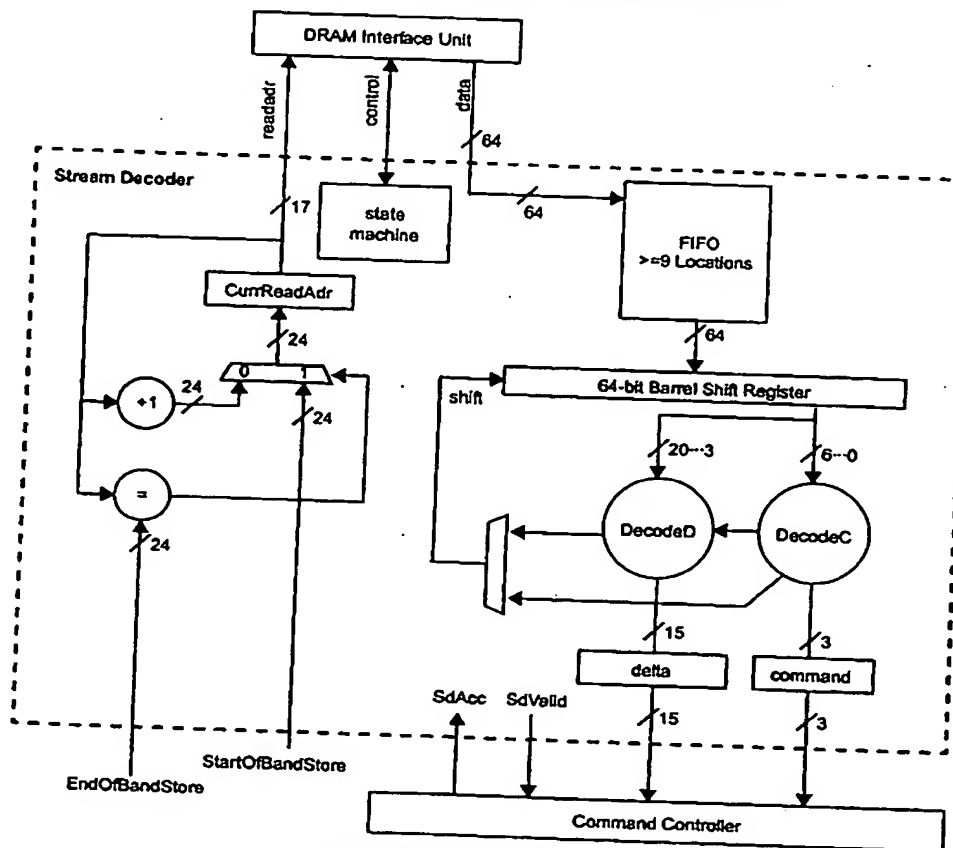 DRAM Interface Unit
readadr
control
data
64
Stream Decoder
17
state
machine
64
FIFO
>=9 Locations
CurrReadAdr
24
64
0 1
64-bit Barrel Shift Register
shift
+1
24
24
20---3
6---0
=
DecodeD
DecodeC
24
15
3
delta
command
SdAcc
SdValid
15
3
StartOfBandStore
EndOfBandStore
Command Controller